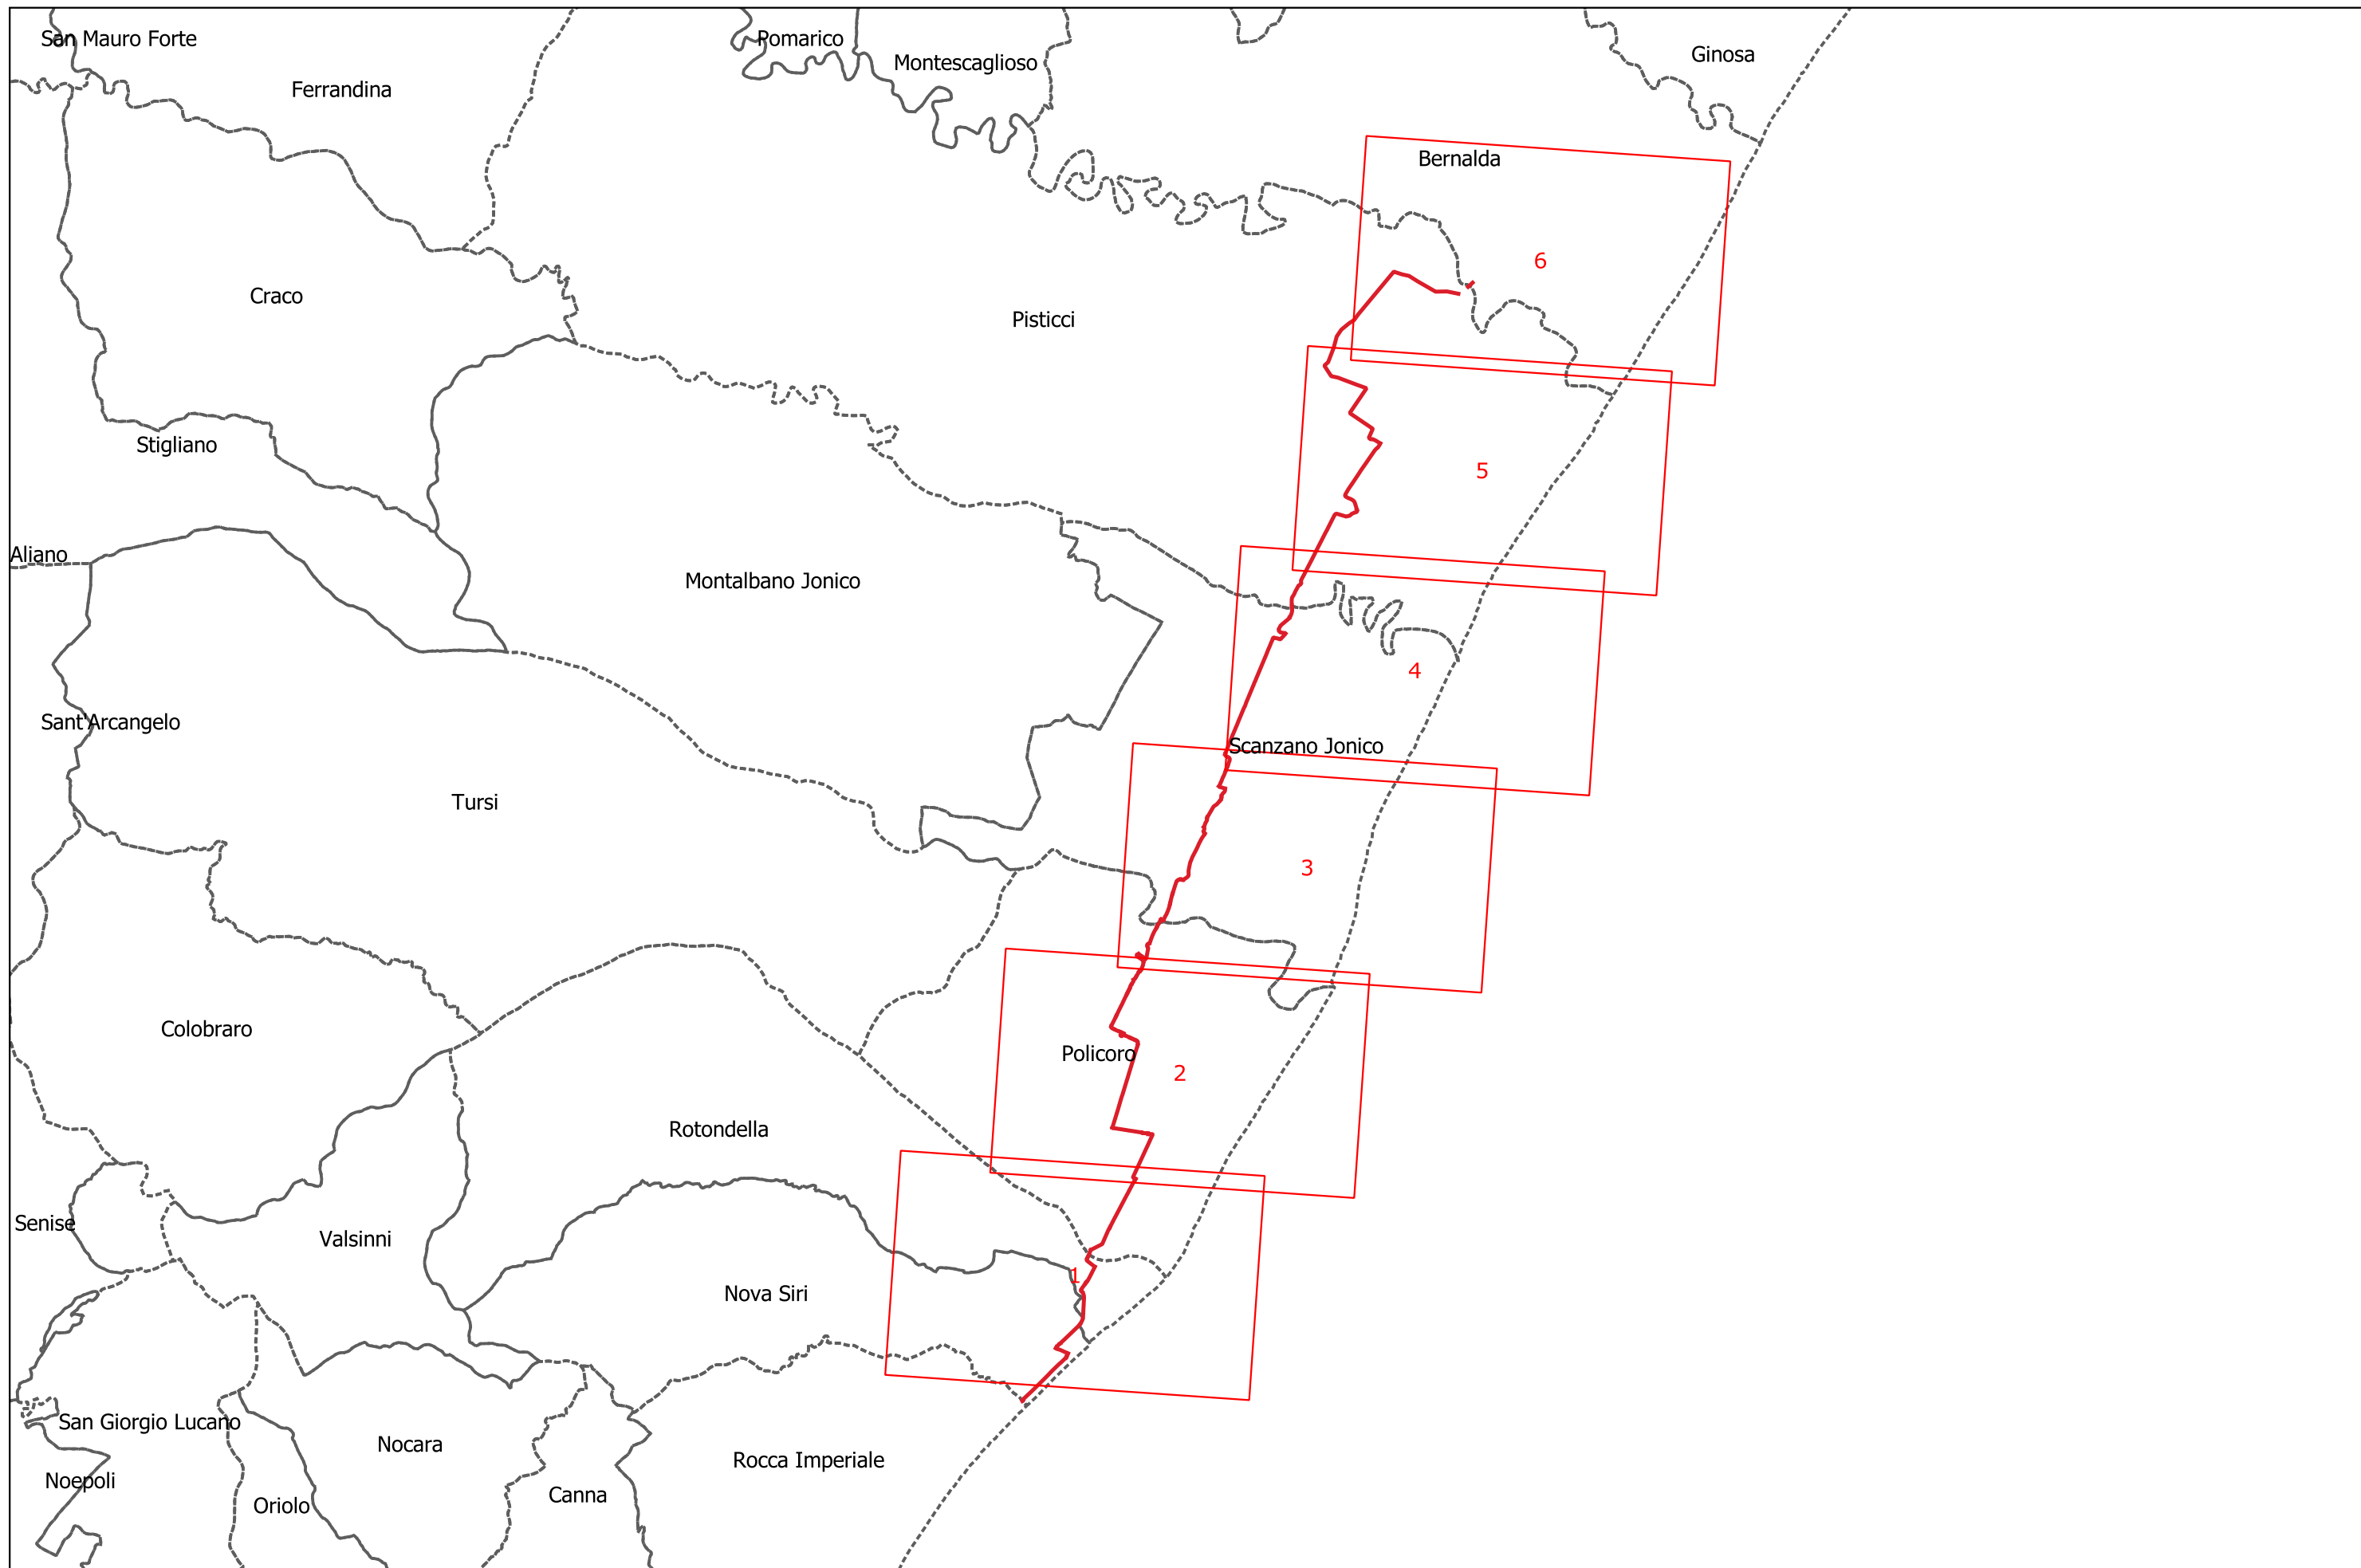 San Mauro Forte
Pomarico
Ginosa
Montescaglioso
Ferrandina
Bernalda
6
Craco
Pisticci
Stigliano
5
Aliano
Montalbano Jonico
4
Sant'Arcangelo
Scanzano Jonico
Tursi
3
Colobraro
Policoro
2
Rotondella
Senise
Valsinni
1
Nova Siri
San Giorgio Lucano
Nocara
Rocca Imperiale
Noepoli
Canna
Oriolo